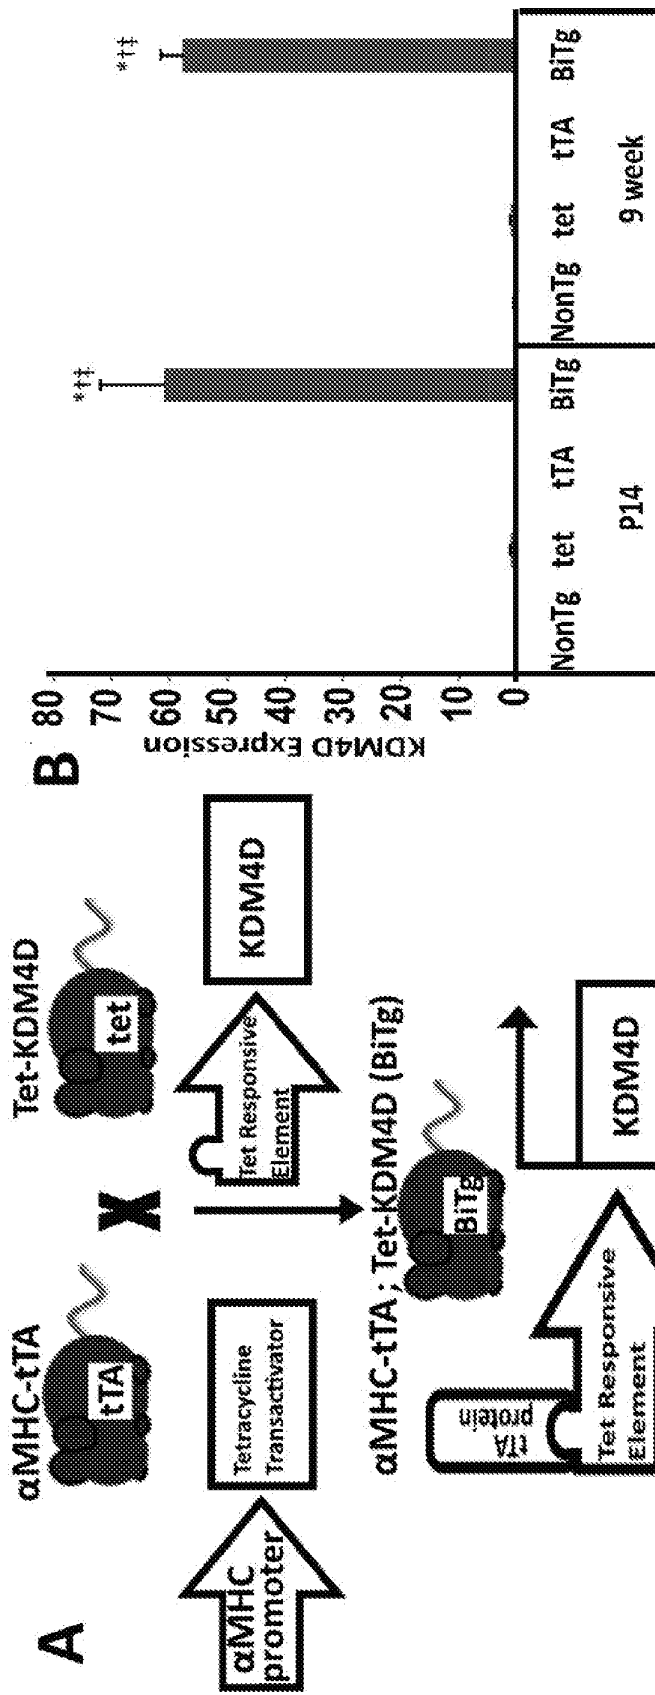 A
αMHC-tTA
tTA
X
Tet-KDM4D
tet
αMHC
promoter
Tetracycline
Transactivator
Tet Responsive
Element
KDM4D
αMHC-tTA ; Tet-KDM4D (BiTg)
BiTg
tTA
protein
Tet Responsive
Element
KDM4D
B
KDM4D Expression
80
70
60
50
40
30
20
10
0
*†‡
*†‡
NonTg tet tTA BiTg NonTg tet tTA BiTg
P14 9 week